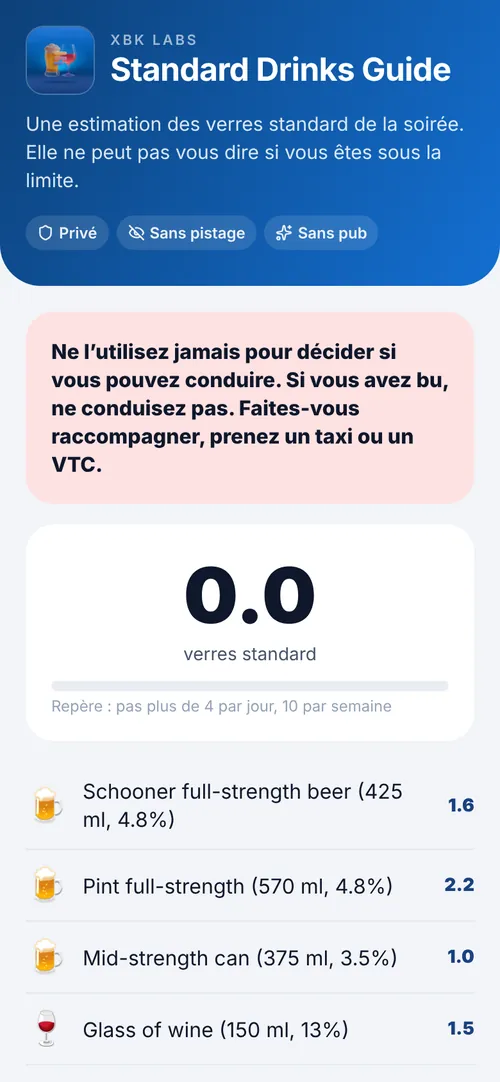 XBK LABS
Standard Drinks Guide
Une estimation des verres standard de la soirée.
Elle ne peut pas vous dire si vous êtes sous la
limite.
Privé
Sans pistage
Sans pub
Ne l’utilisez jamais pour décider si
vous pouvez conduire. Si vous avez bu,
ne conduisez pas. Faites-vous
raccompagner, prenez un taxi ou un
VTC.
0.0
verres standard
Repère : pas plus de 4 par jour, 10 par semaine
Schooner full-strength beer (425
ml, 4.8%)
1.6
Pint full-strength (570 ml, 4.8%)
2.2
Mid-strength can (375 ml, 3.5%)
1.0
Glass of wine (150 ml, 13%)
1.5